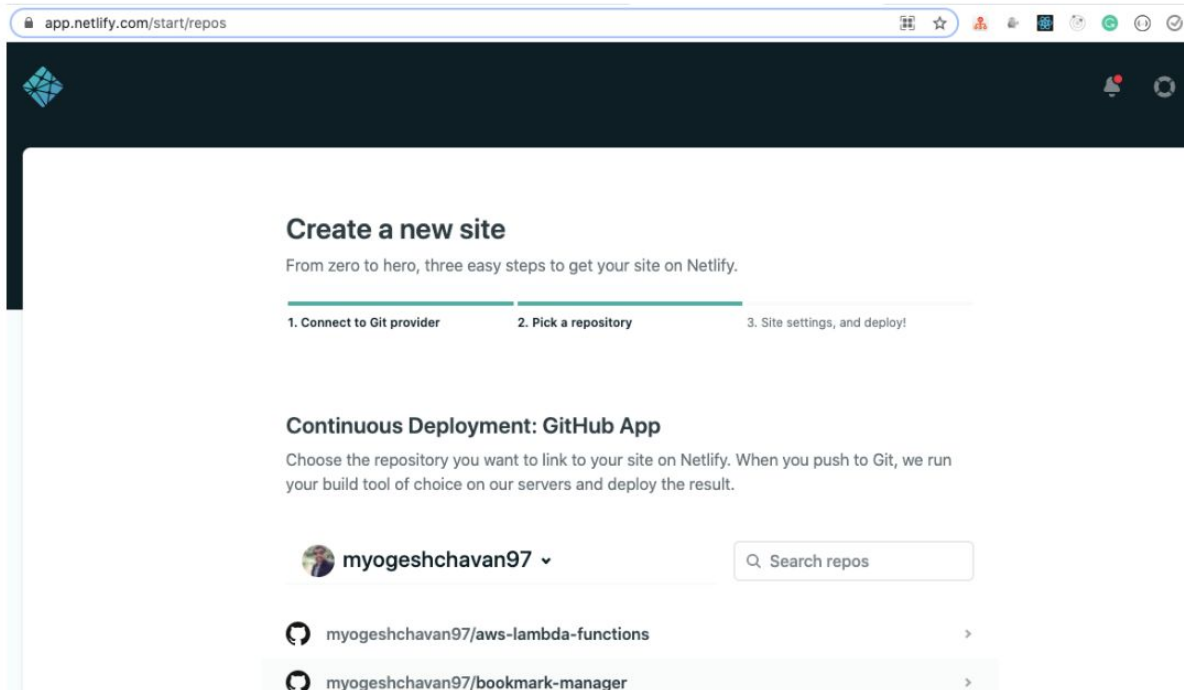 app.netlify.com/start/repos
Create a new site
From zero to hero, three easy steps to get your site on Netlify.
1. Connect to Git provider
2. Pick a repository
3. Site settings, and deploy!
Continuous Deployment: GitHub App
Choose the repository you want to link to your site on Netlify. When you push to Git, we run
your build tool of choice on our servers and deploy the result.
myogeshchavan97
Search repos
myogeshchavan97/aws-lambda-functions
myogeshchavan97/bookmark-manager